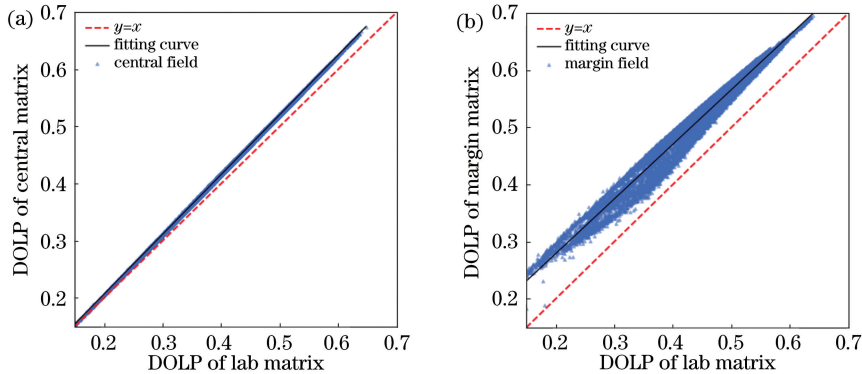 (a)
y=x
fitting curve
central field
DOLP of central matrix
0.7
0.6
0.5
0.4
0.3
0.2
0.2 0.3 0.4 0.5 0.6 0.7
DOLP of lab matrix
(b)
y=x
fitting curve
margin field
DOLP of margin matrix
0.7
0.6
0.5
0.4
0.3
0.2
0.2 0.3 0.4 0.5 0.6 0.7
DOLP of lab matrix